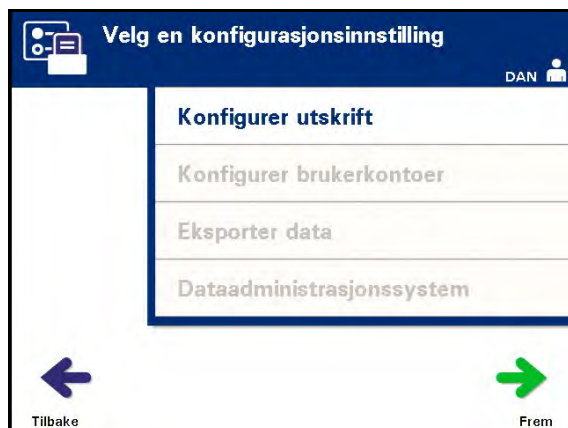 Velg en konfigurasjonsinnstilling
DAN
Konfigurer utskrift
Konfigurer brukerkontoer
Eksporter data
Dataadministrasjonssystem
Tilbake
Frem